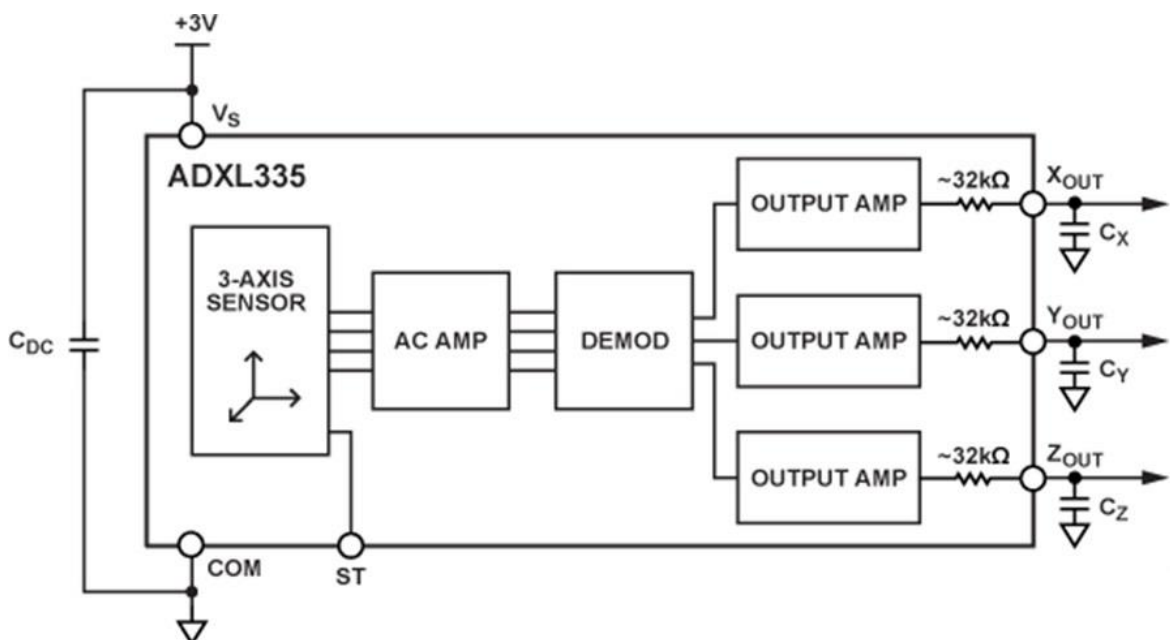 +3V
VS
ADXL335
3-AXIS
SENSOR
AC AMP
DEMOD
OUTPUT AMP
~32kΩ
XOUT
CX
OUTPUT AMP
~32kΩ
YOUT
CY
OUTPUT AMP
~32kΩ
ZOUT
CZ
CDC
COM
ST